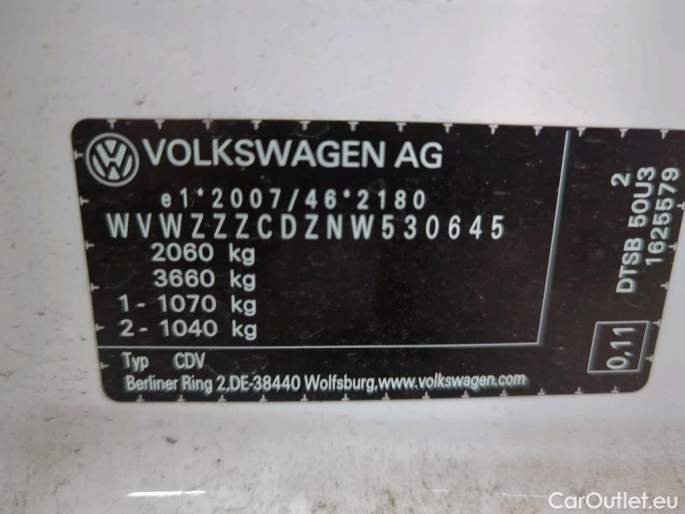 VOLKSWAGEN AG
e1*2007/46*2180
WVWZZZCDZNW530645
2060 kg
3660 kg
1 - 1070 kg
2 - 1040 kg
Typ CDV
Berliner Ring 2,DE-38440 Wolfsburg,www.volkswagen.com
2
DTSB 50U3
1625579
0,11
CarOutlet.eu